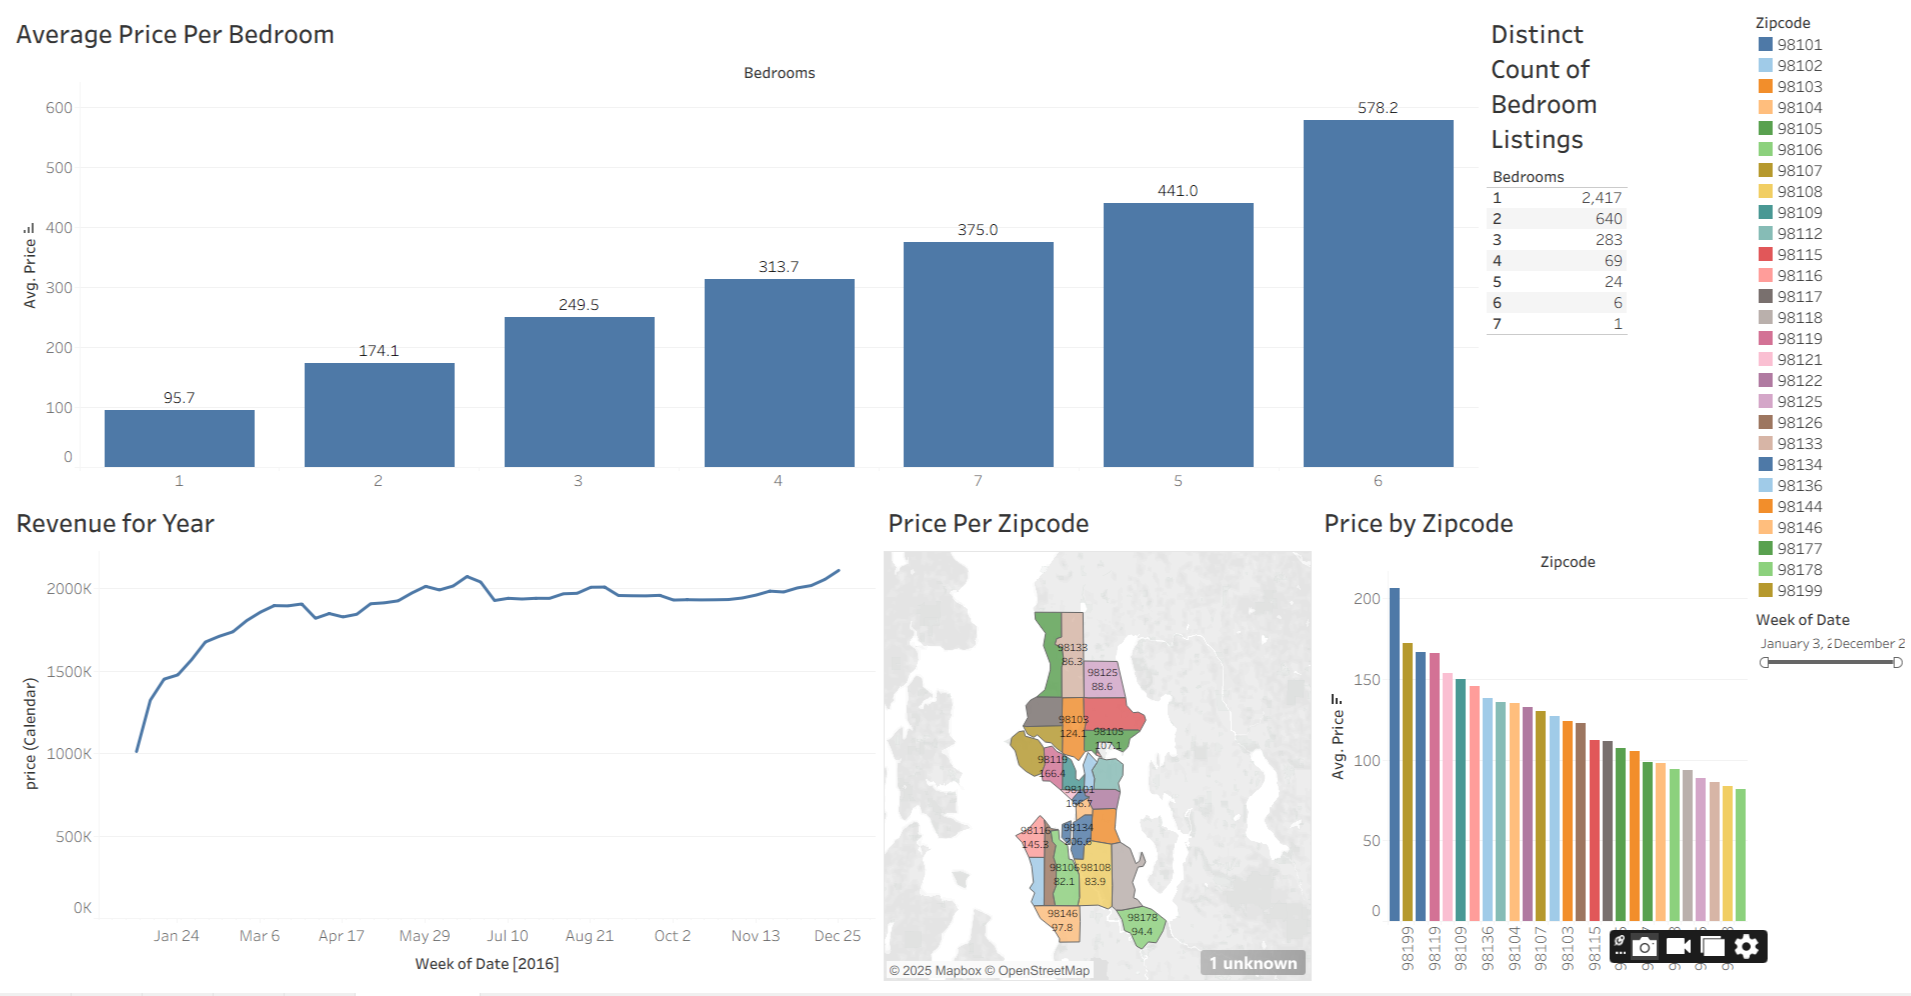 Average Price Per Bedroom
Bedrooms
600
500
400
300
200
100
0
Avg. Price
95.7
174.1
249.5
313.7
375.0
441.0
578.2
1
2
3
4
7
5
6
Distinct
Count of
Bedroom
Listings
Bedrooms
1 2,417
2 640
3 283
4 69
5 24
6 6
7 1
Zipcode
98101
98102
98103
98104
98105
98106
98107
98108
98109
98112
98115
98116
98117
98118
98119
98121
98122
98125
98126
98133
98134
98136
98144
98146
98177
98178
98199
Week of Date
January 3, 2 December 2
Revenue for Year
2000K
1500K
1000K
500K
0K
price (Calendar)
Jan 24
Mar 6
Apr 17
May 29
Jul 10
Aug 21
Oct 2
Nov 13
Dec 25
Week of Date [2016]
Price Per Zipcode
98133
86.3
98125
88.6
98103
124.1
98105
107.1
98119
166.4
98101
166.7
98116
145.3
98134
206.6
98106
82.1
98108
83.9
98146
97.8
98178
94.4
1 unknown
© 2025 Mapbox © OpenStreetMap
Price by Zipcode
Zipcode
200
150
100
50
0
Avg. Price
98199
98119
98109
98136
98104
98107
98103
98115